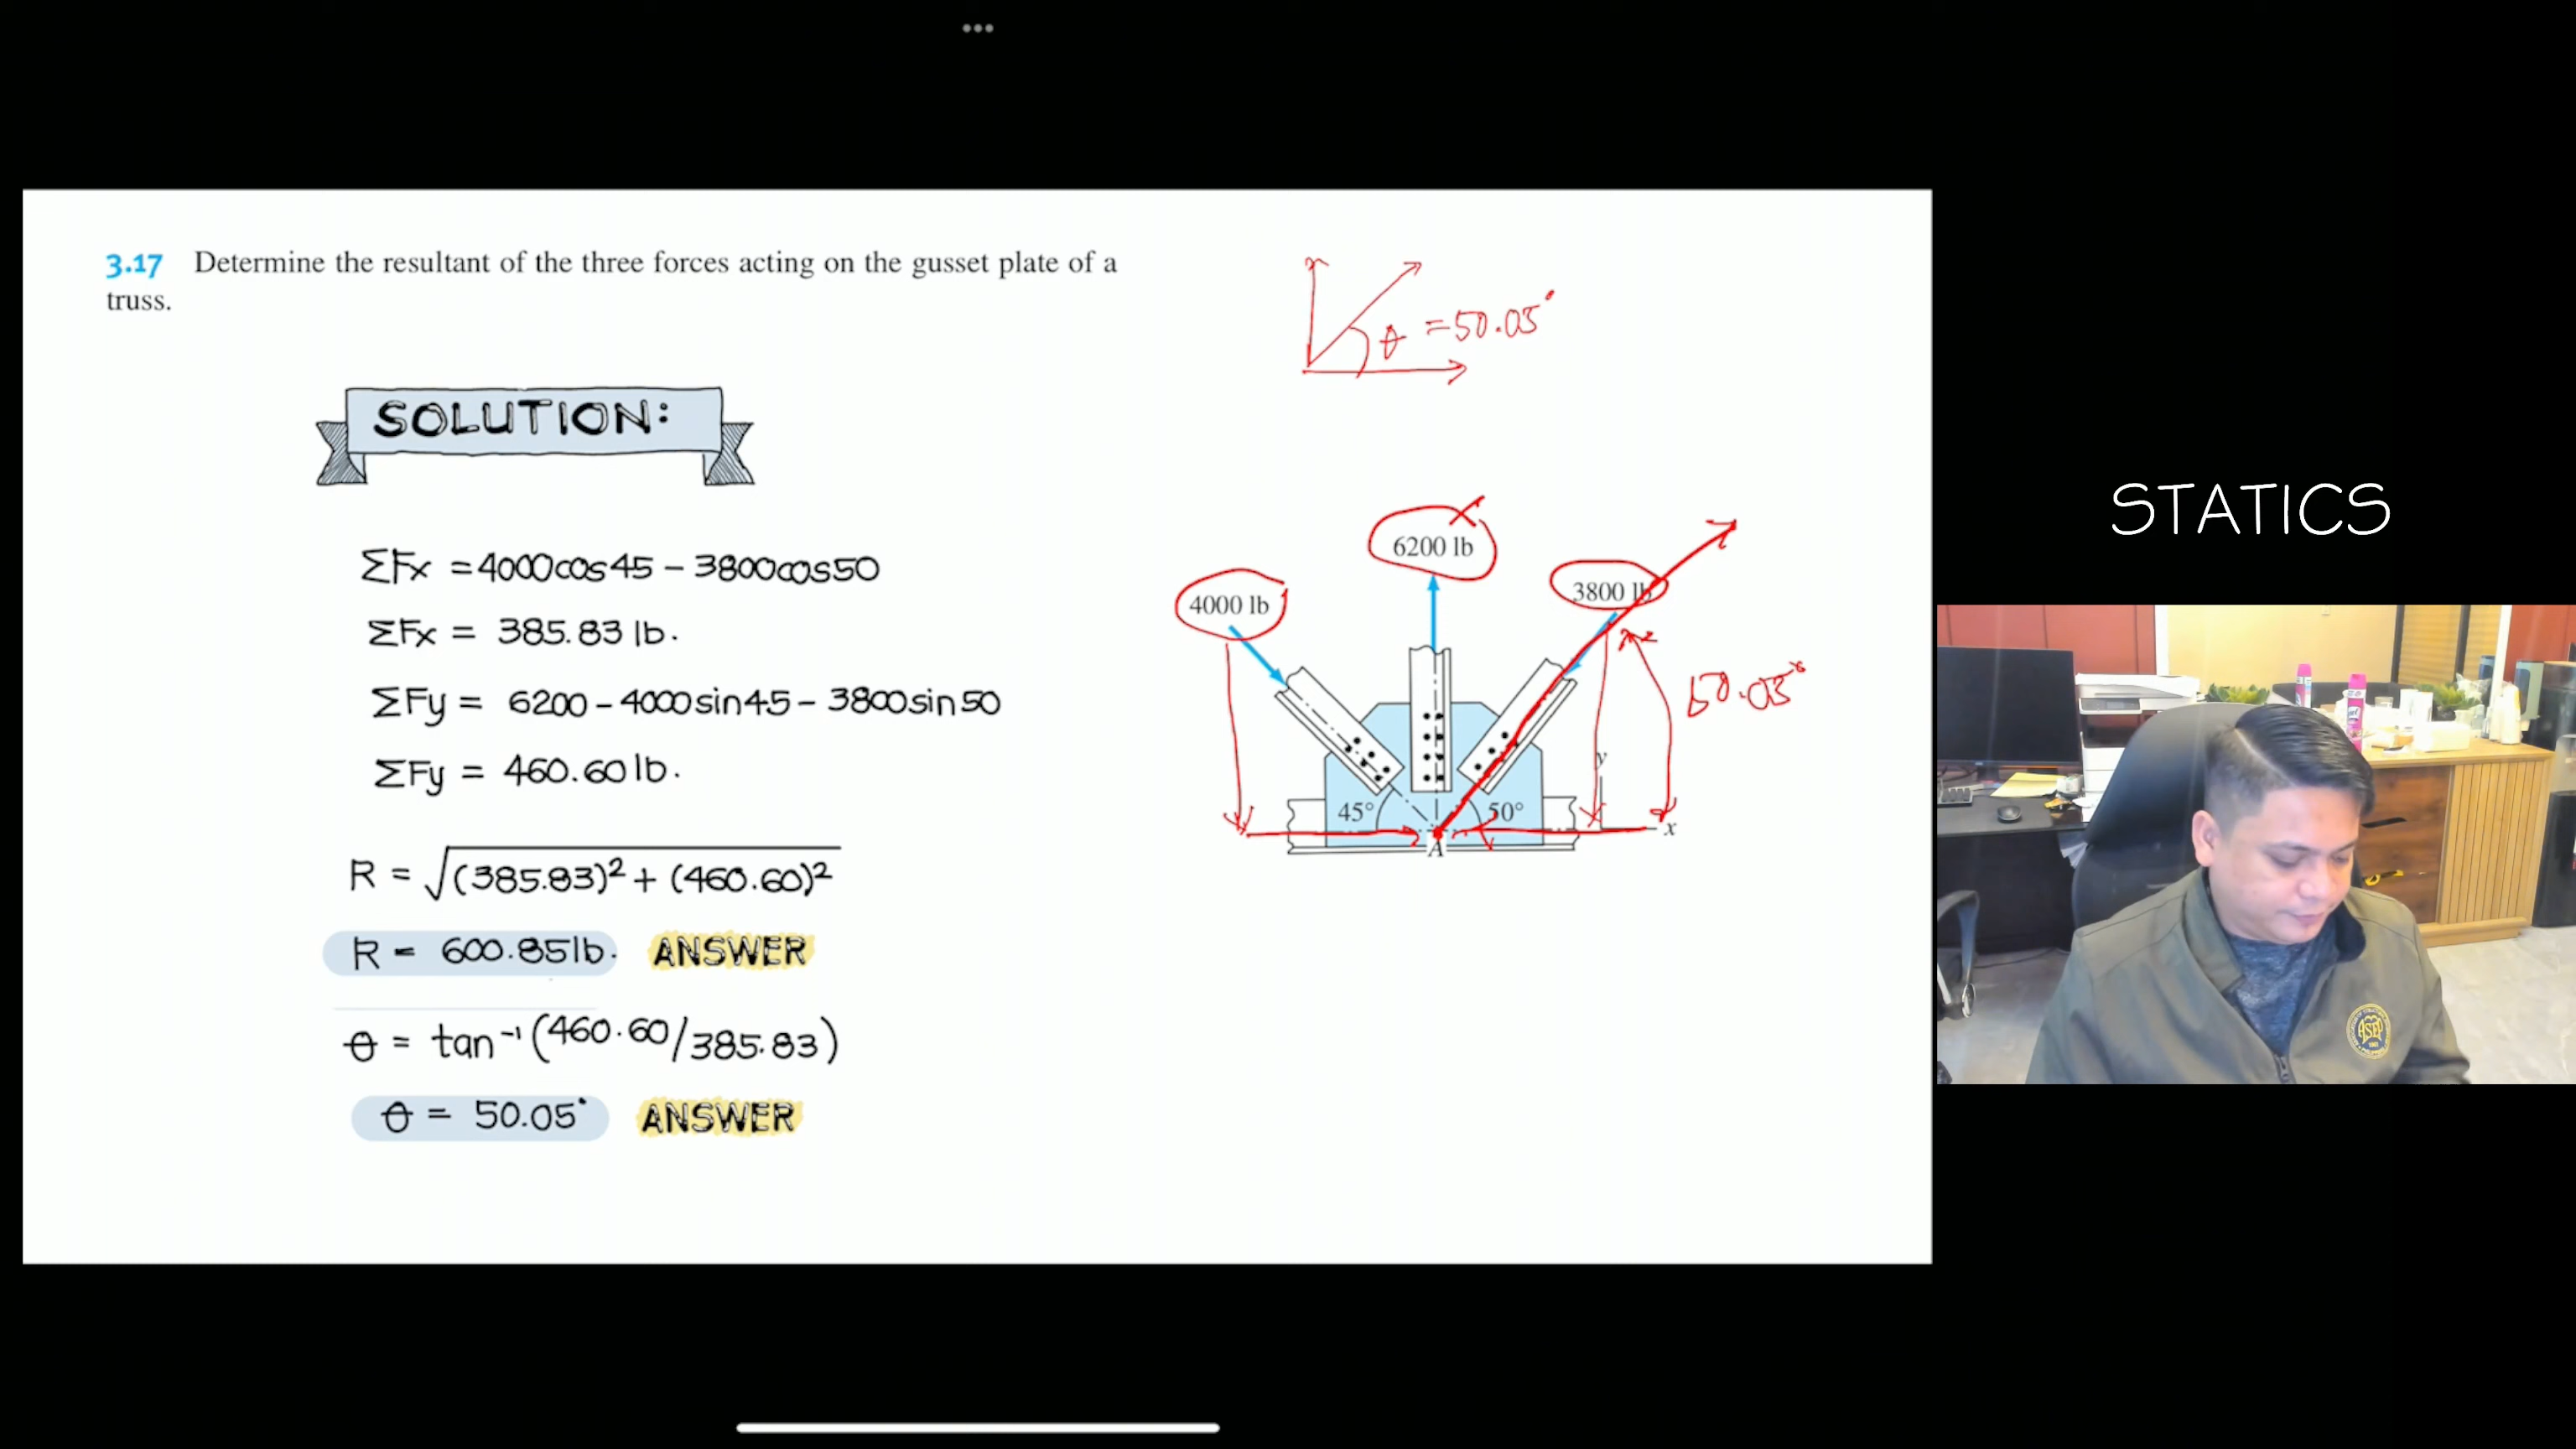 3.17 Determine the resultant of the three forces acting on the gusset plate of a
truss.
SOLUTION:
ΣFx = 4000cos45 – 3800cos50
ΣFx = 385.83 lb.
ΣFy = 6200 – 4000sin45 – 3800sin50
ΣFy = 460.60 lb.
R = √(385.83)² + (460.60)²
R = 600.85 lb. ANSWER
θ = tan⁻¹ (460.60/385.83)
θ = 50.05° ANSWER
θ = 50.05°
6200 lb
4000 lb
3800 lb
50.05°
45°
50°
y
x
A
STATICS
ASEP